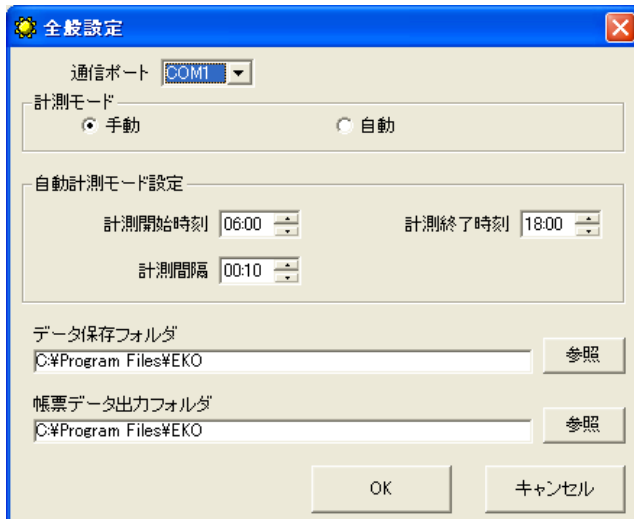 全般設定
通信ポート COM1
計測モード
手動 自動
自動計測モード設定
計測開始時刻 06:00 計測終了時刻 18:00
計測間隔 00:10
データ保存フォルダ
C:¥Program Files¥EKO 参照
帳票データ出力フォルダ
C:¥Program Files¥EKO 参照
OK キャンセル